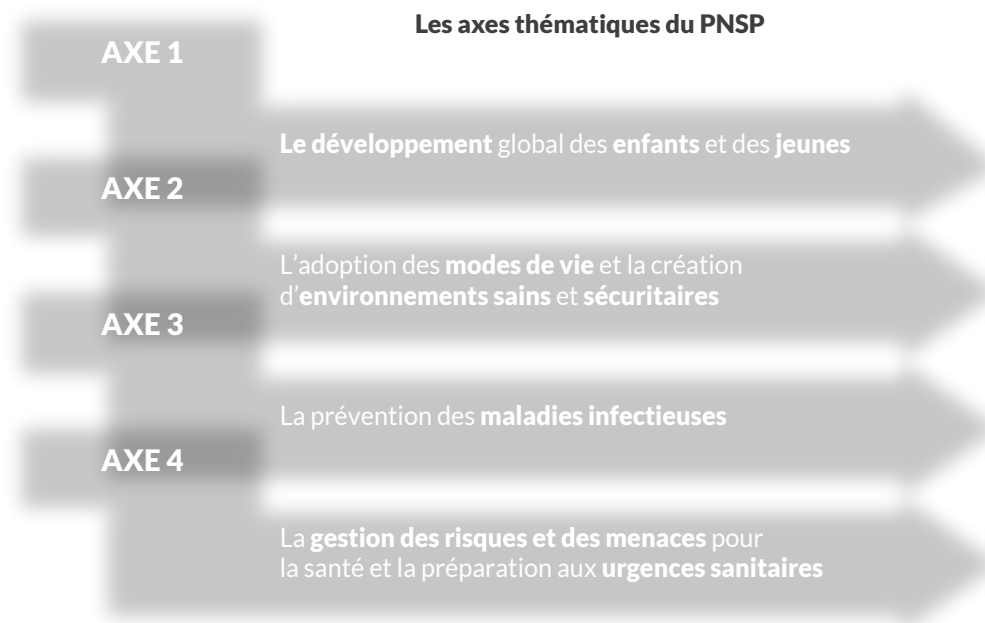 Les axes thématiques du PNSP
AXE 1
Le développement global des enfants et des jeunes
AXE 2
L'adoption des modes de vie et la création
d'environnements sains et sécuritaires
AXE 3
La prévention des maladies infectieuses
AXE 4
La gestion des risques et des menaces pour
la santé et la préparation aux urgences sanitaires